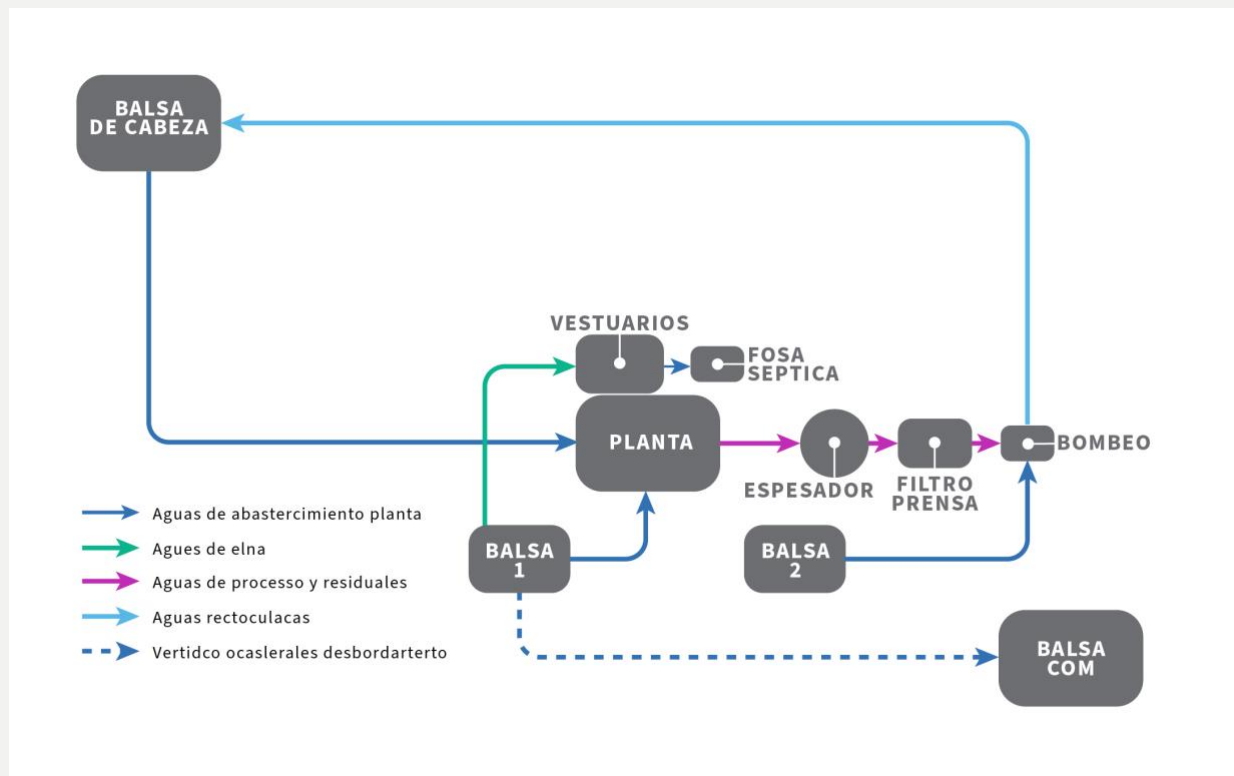 BALSA
DE CABEZA
VESTUARIOS
FOSA
SEPTICA
PLANTA
BOMBEO
ESPESADOR
FILTRO
PRENSA
Aguas de abastercimiento planta
Agues de elna
Aguas de processo y residuales
Aguas rectoculacas
Vertidco ocaslerales desbordarterto
BALSA
1
BALSA
2
BALSA
COM